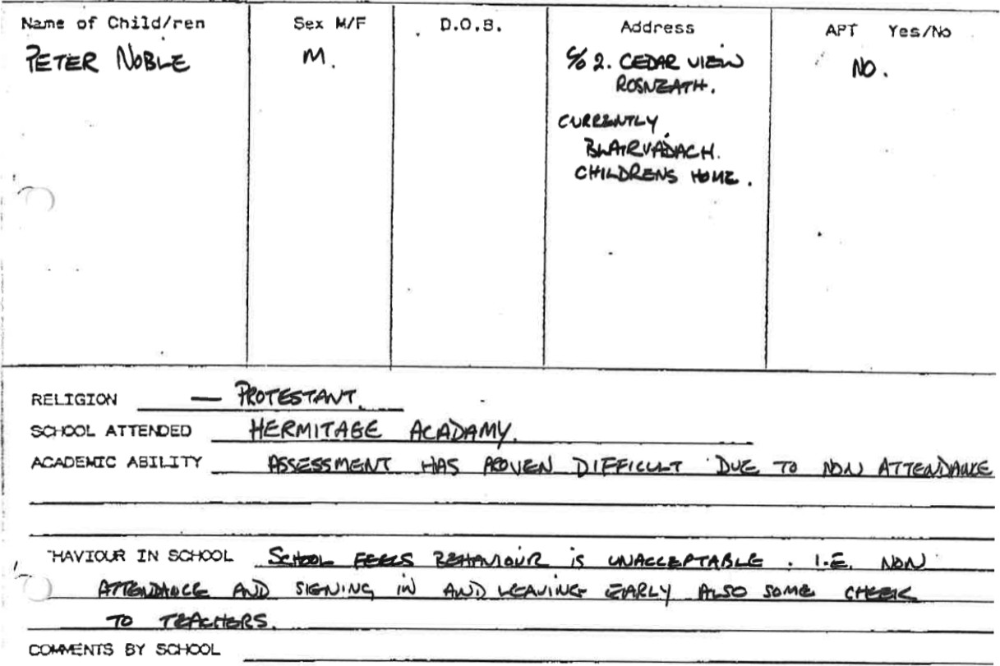 Name of Child/ren Sex M/F D.O.B. Address APT Yes/No
PETER NOBLE M. C/O 2. CEDAR VIEW NO.
ROSNEATH.
CURRENTLY
BLAIRVADACH.
CHILDRENS HOME.
RELIGION — PROTESTANT.
SCHOOL ATTENDED HERMITAGE ACADAMY.
ACADEMIC ABILITY ASSESSMENT HAS PROVEN DIFFICULT DUE TO NON ATTENDANCE
HAVIOUR IN SCHOOL SCHOOL FEELS BEHAVIOUR IS UNACCEPTABLE. I.E. NON
ATTENDANCE AND SIGNING IN AND LEAVING EARLY ALSO SOME CHEEK
TO TEACHERS.
COMMENTS BY SCHOOL